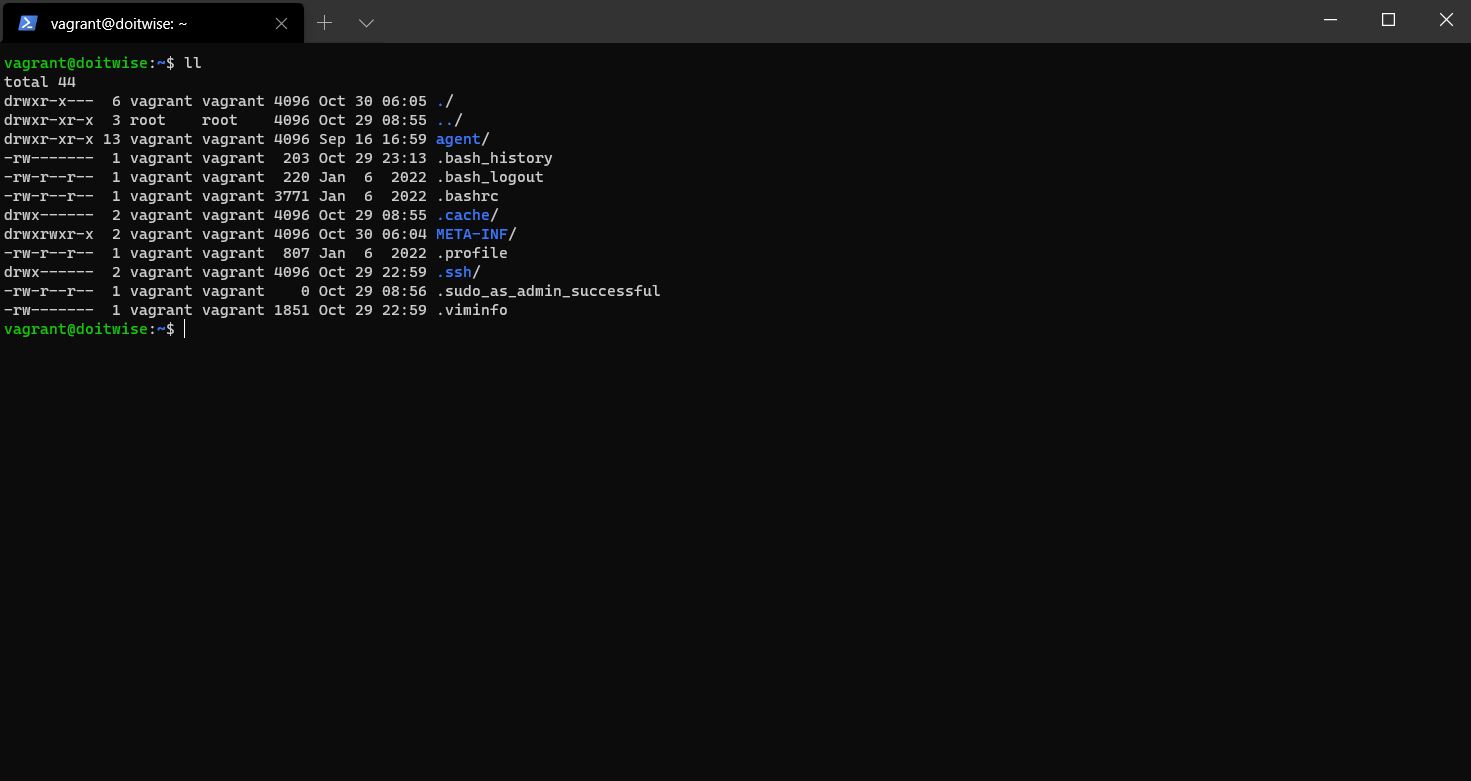 vagrant@doitwise: ~
vagrant@doitwise:~$ ll
total 44
drwxr-x---  6 vagrant vagrant 4096 Oct 30 06:05 ./
drwxr-xr-x  3 root    root    4096 Oct 29 08:55 ../
drwxr-xr-x 13 vagrant vagrant 4096 Sep 16 16:59 agent/
-rw-------  1 vagrant vagrant  203 Oct 29 23:13 .bash_history
-rw-r--r--  1 vagrant vagrant  220 Jan  6  2022 .bash_logout
-rw-r--r--  1 vagrant vagrant 3771 Jan  6  2022 .bashrc
drwx------  2 vagrant vagrant 4096 Oct 29 08:55 .cache/
drwxrwxr-x  2 vagrant vagrant 4096 Oct 30 06:04 META-INF/
-rw-r--r--  1 vagrant vagrant  807 Jan  6  2022 .profile
drwx------  2 vagrant vagrant 4096 Oct 29 22:59 .ssh/
-rw-r--r--  1 vagrant vagrant    0 Oct 29 08:56 .sudo_as_admin_successful
-rw-------  1 vagrant vagrant 1851 Oct 29 22:59 .viminfo
vagrant@doitwise:~$